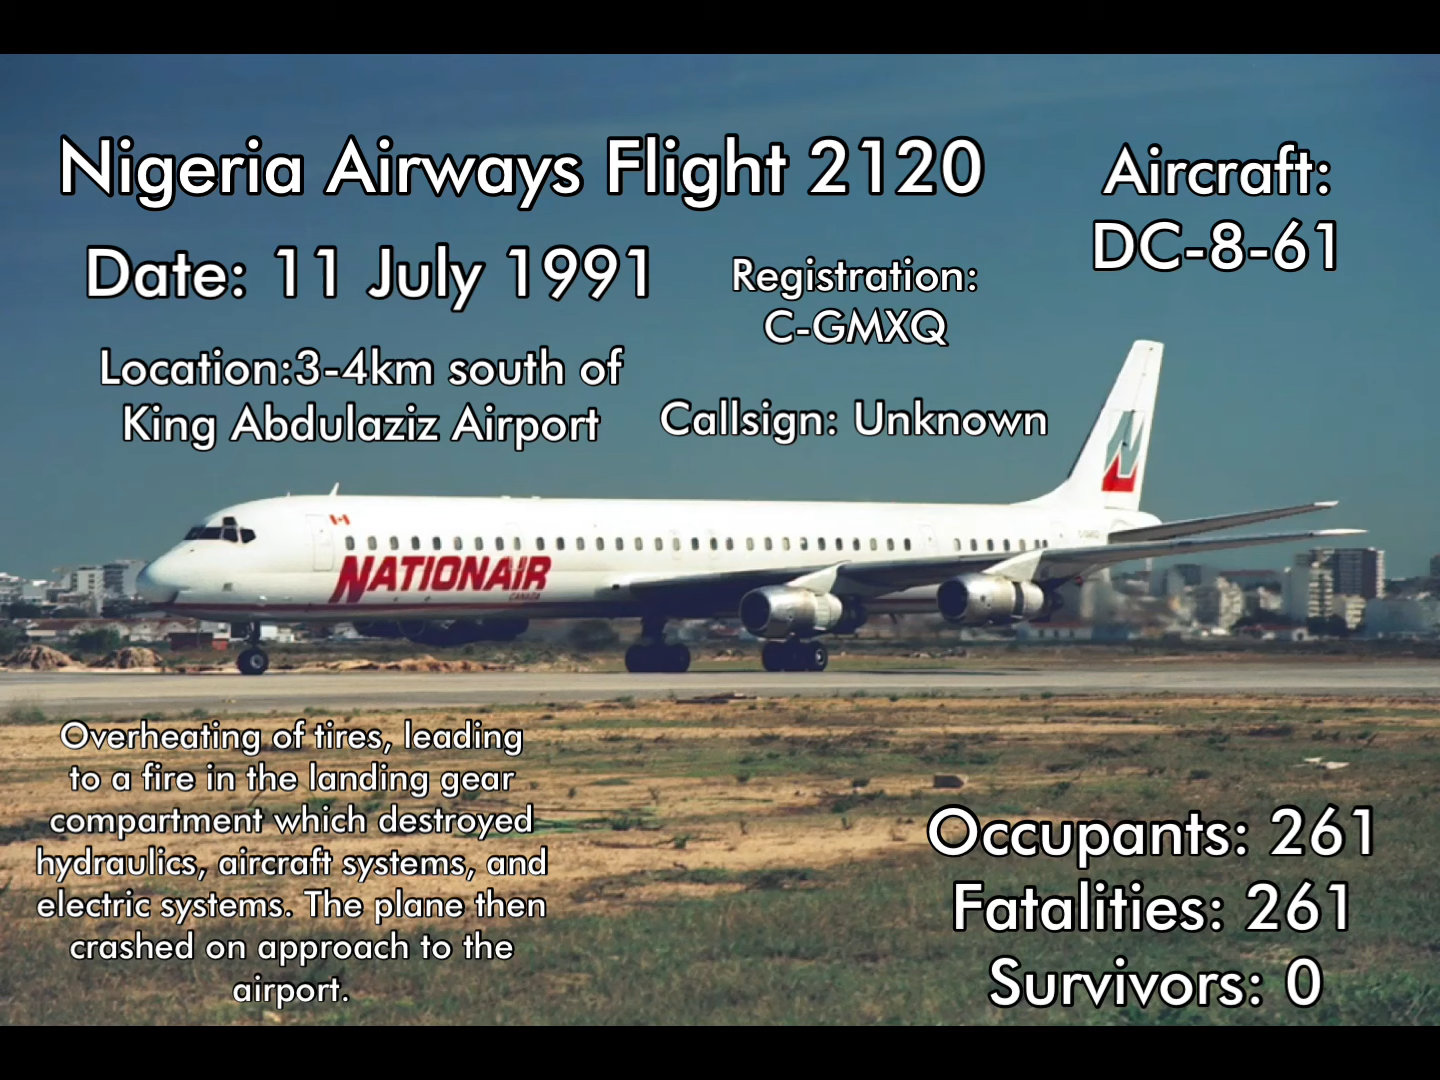 Nigeria Airways Flight 2120
Aircraft:
DC-8-61
Date: 11 July 1991
Registration:
C-GMXQ
Location:3-4km south of
King Abdulaziz Airport
Callsign: Unknown
NATIONAIR
CANADA
Overheating of tires, leading
to a fire in the landing gear
compartment which destroyed
hydraulics, aircraft systems, and
electric systems. The plane then
crashed on approach to the
airport.
Occupants: 261
Fatalities: 261
Survivors: 0